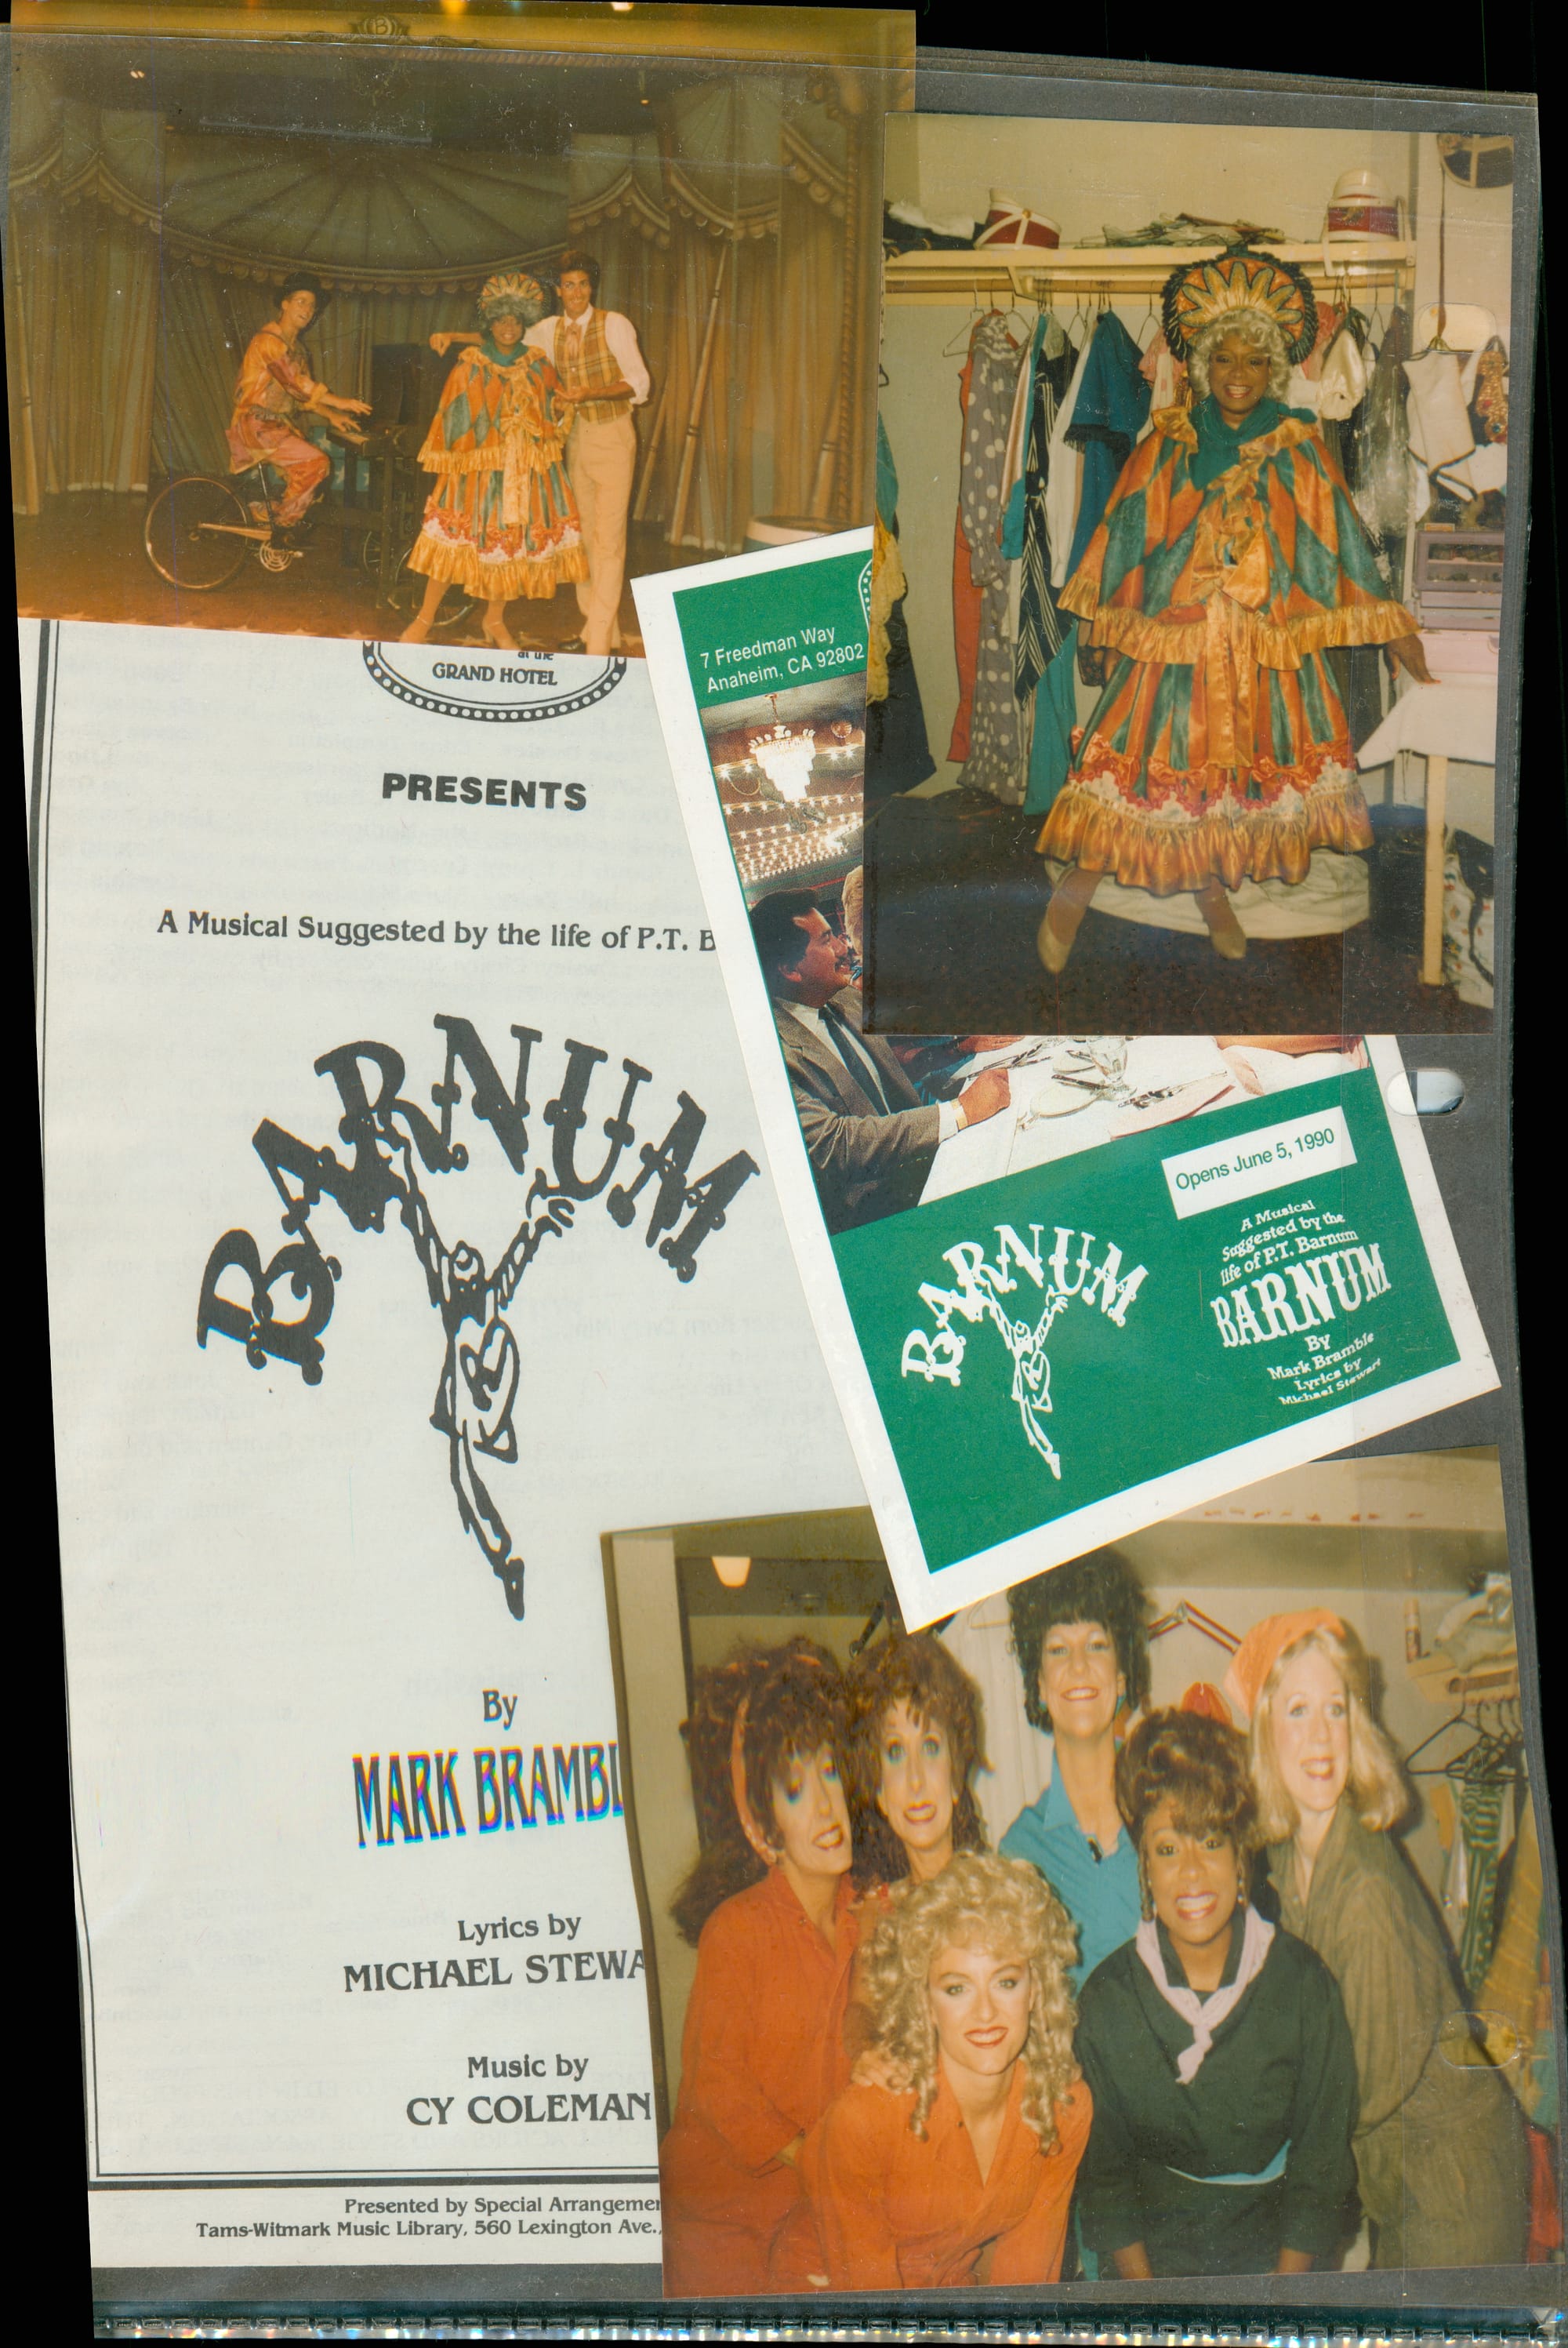 at the
GRAND HOTEL
PRESENTS
A Musical Suggested by the life of P.T. B
BARNUM
By
MARK BRAMBL
Lyrics by
MICHAEL STEWA
Music by
CY COLEMAN
Presented by Special Arrangemen
Tams-Witmark Music Library, 560 Lexington Ave.,
7 Freedman Way
Anaheim, CA 92802
Opens June 5, 1990
BARNUM
A Musical
Suggested by the
life of P.T. Barnum
BARNUM
By
Mark Bramble
Lyrics by
Michael Stewart